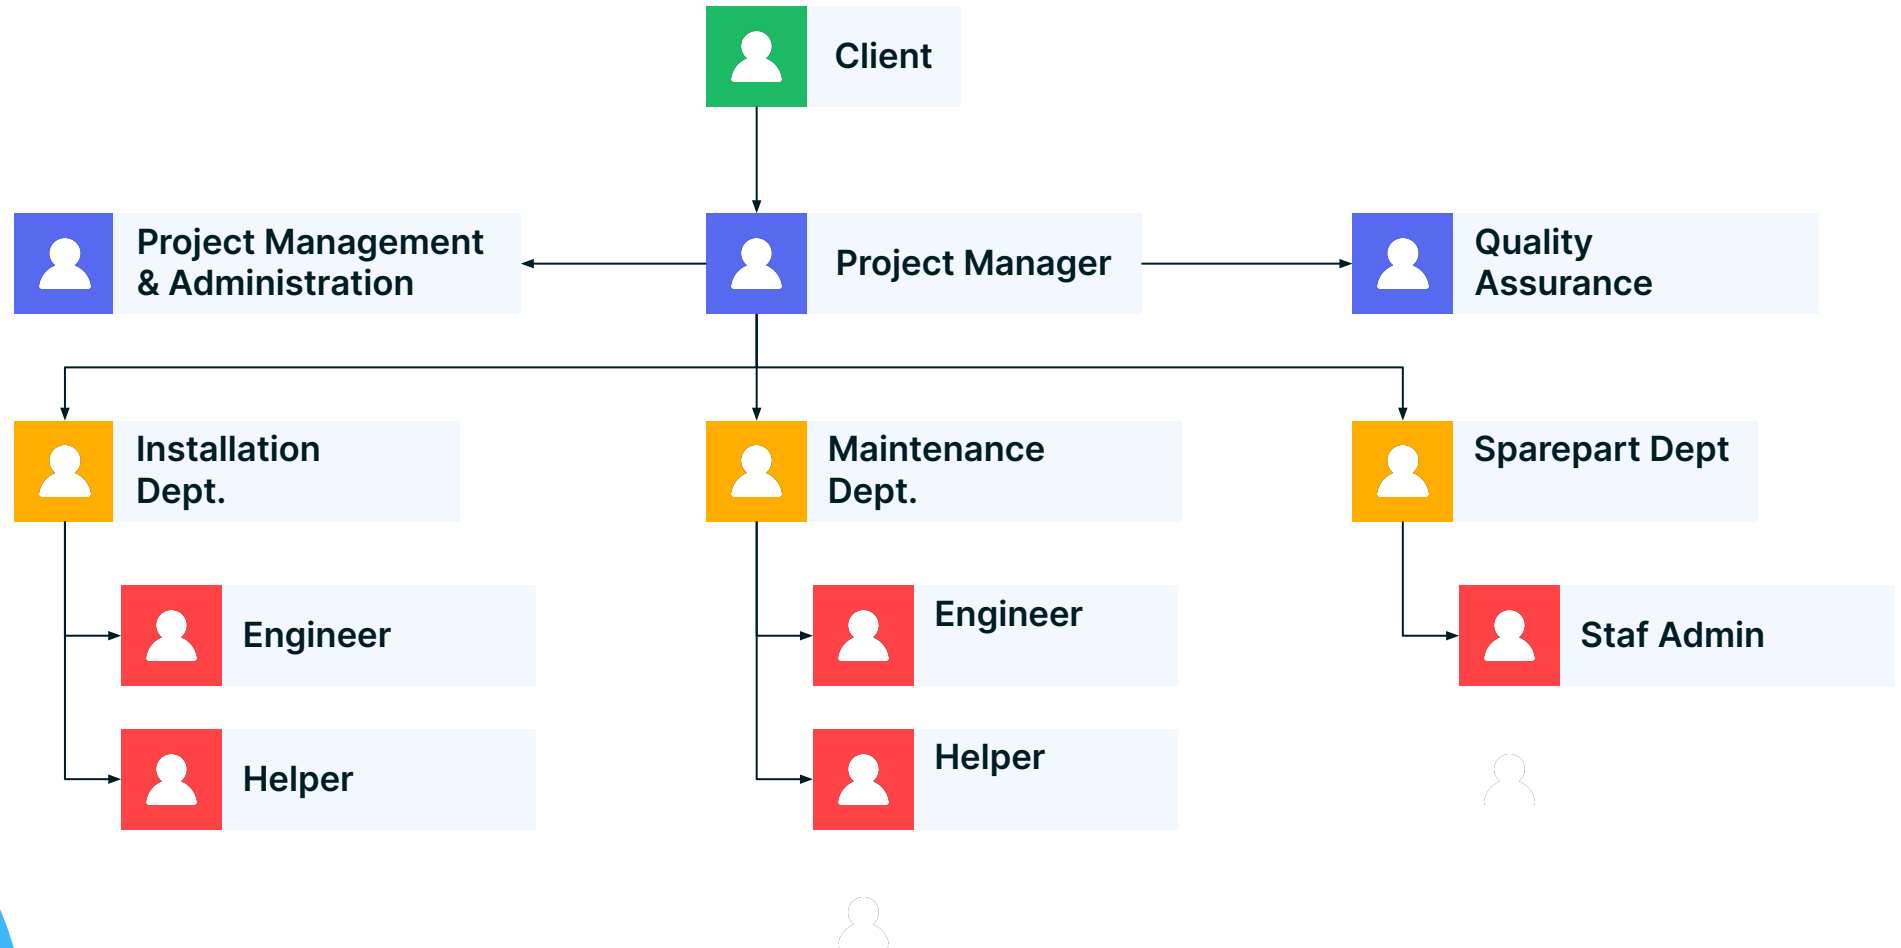 Client
Project Management
& Administration
Project Manager
Quality
Assurance
Installation
Dept.
Maintenance
Dept.
Sparepart Dept
Engineer
Engineer
Staf Admin
Helper
Helper